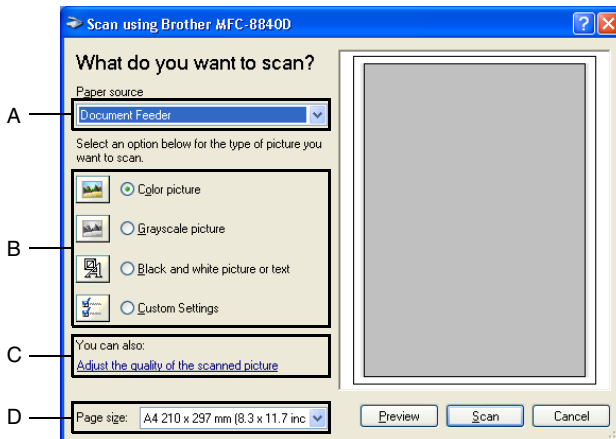 Scan using Brother MFC-8840D
What do you want to scan?
Paper source
A
Document Feeder
Select an option below for the type of picture you
want to scan.
Color picture
Grayscale picture
B
Black and white picture or text
Custom Settings
C
You can also:
Adjust the quality of the scanned picture
D
Page size: A4 210 x 297 mm (8.3 x 11.7 inc
Preview Scan Cancel